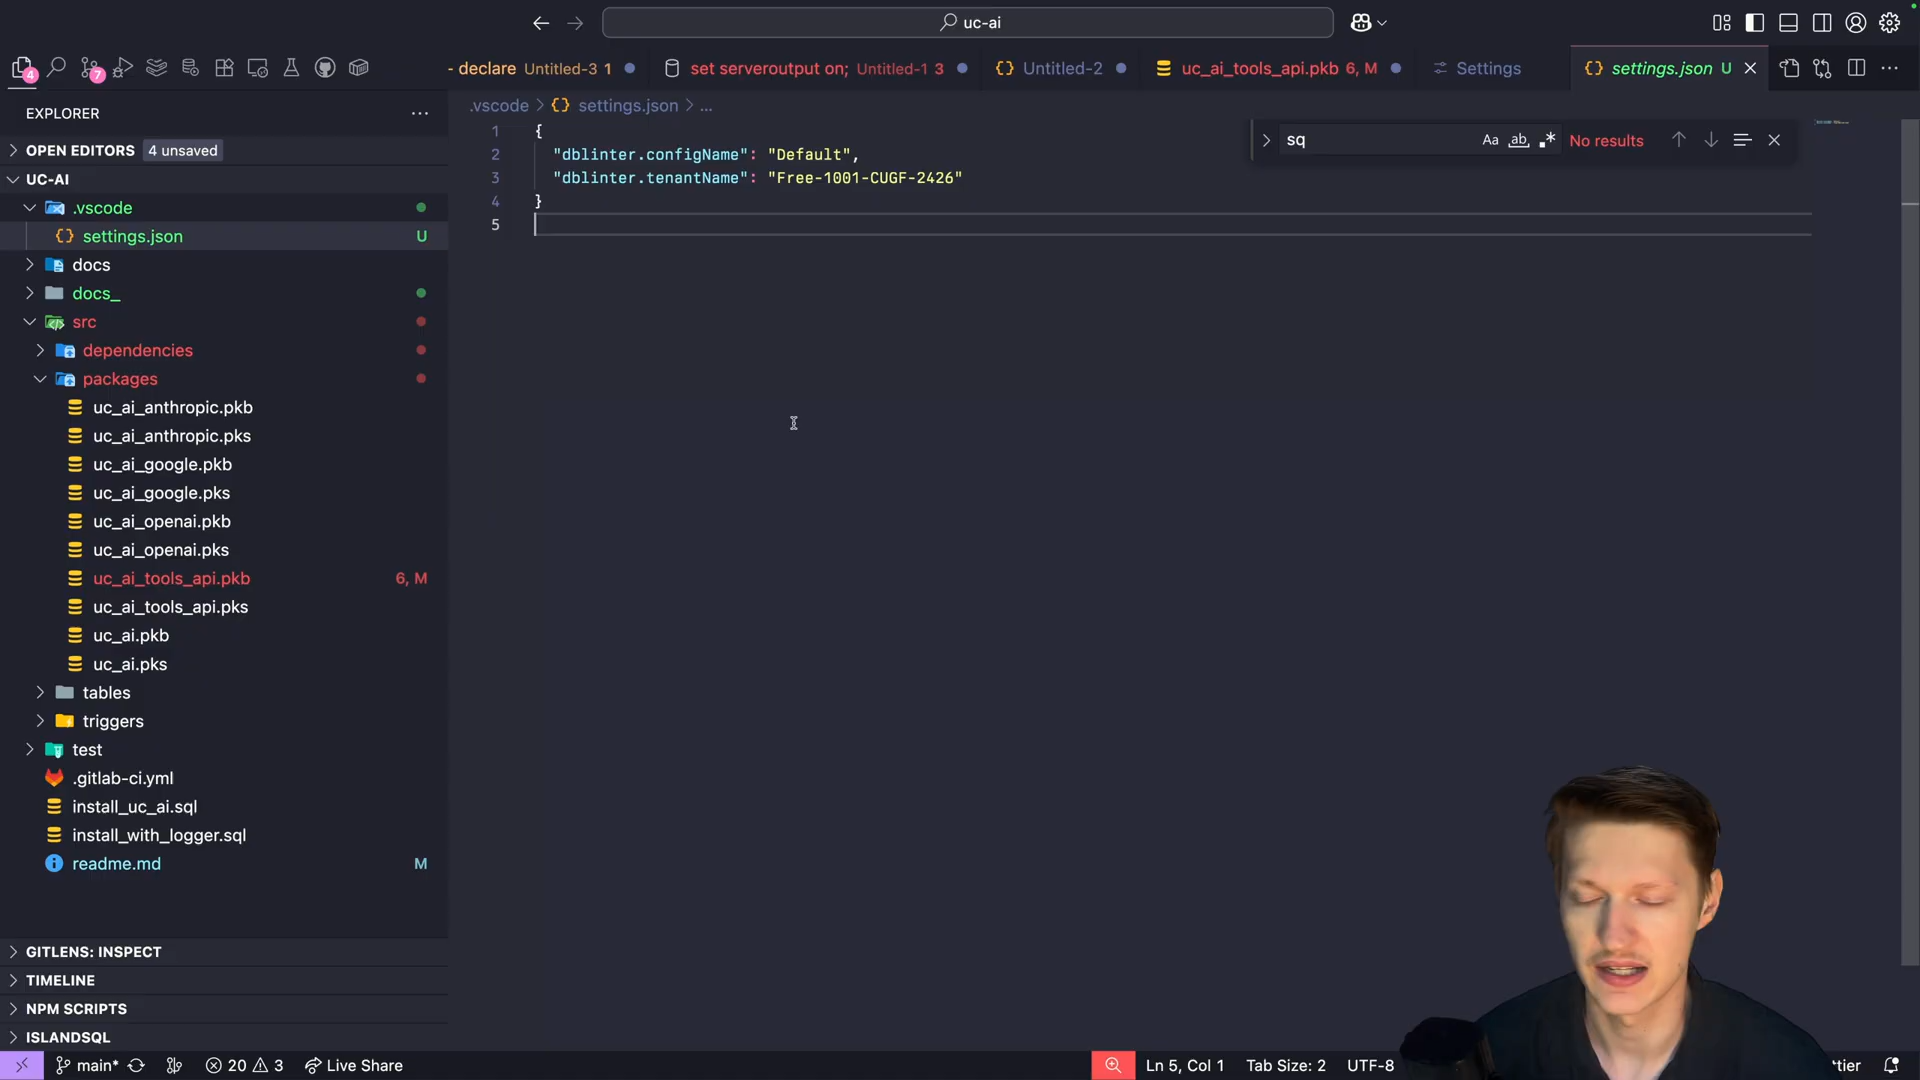 uc-ai
4
7
- declare Untitled-3 1
set serveroutput on; Untitled-1 3
Untitled-2
uc_ai_tools_api.pkb 6, M
Settings
settings.json U
EXPLORER
.vscode > settings.json > ...
OPEN EDITORS 4 unsaved
UC-AI
.vscode
settings.json U
docs
docs_
src
dependencies
packages
uc_ai_anthropic.pkb
uc_ai_anthropic.pks
uc_ai_google.pkb
uc_ai_google.pks
uc_ai_openai.pkb
uc_ai_openai.pks
uc_ai_tools_api.pkb 6, M
uc_ai_tools_api.pks
uc_ai.pkb
uc_ai.pks
tables
triggers
test
.gitlab-ci.yml
install_uc_ai.sql
install_with_logger.sql
readme.md M
GITLENS: INSPECT
TIMELINE
NPM SCRIPTS
ISLANDSQL
1 {
2 "dblinter.configName": "Default",
3 "dblinter.tenantName": "Free-1001-CUGF-2426"
4 }
5
sq
Aa ab .* No results
main* 20 3 Live Share
Ln 5, Col 1 Tab Size: 2 UTF-8